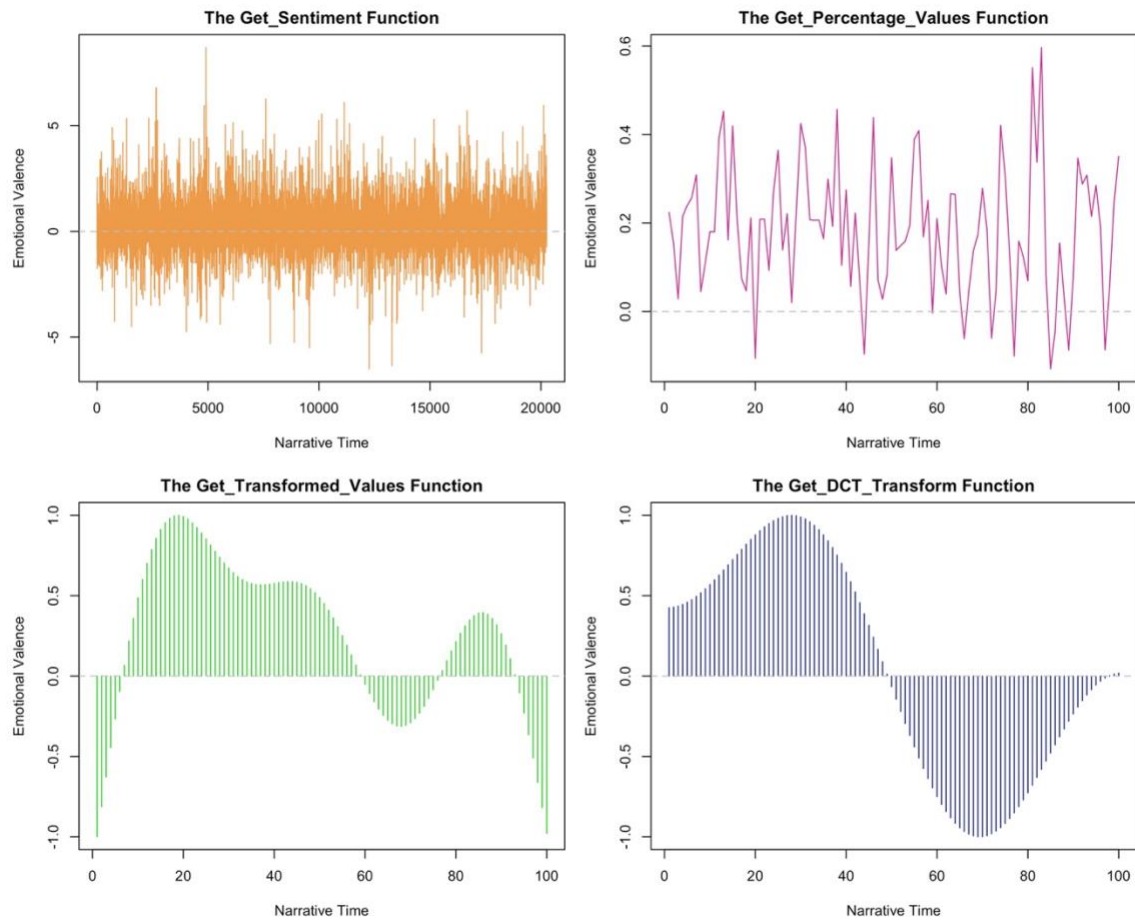 The Get_Sentiment Function
Emotional Valence
5
0
-5
0 5000 10000 15000 20000
Narrative Time
The Get_Percentage_Values Function
Emotional Valence
0.6
0.4
0.2
0.0
0 20 40 60 80 100
Narrative Time
The Get_Transformed_Values Function
Emotional Valence
1.0
0.5
0.0
-0.5
-1.0
0 20 40 60 80 100
Narrative Time
The Get_DCT_Transform Function
Emotional Valence
1.0
0.5
0.0
-0.5
-1.0
0 20 40 60 80 100
Narrative Time